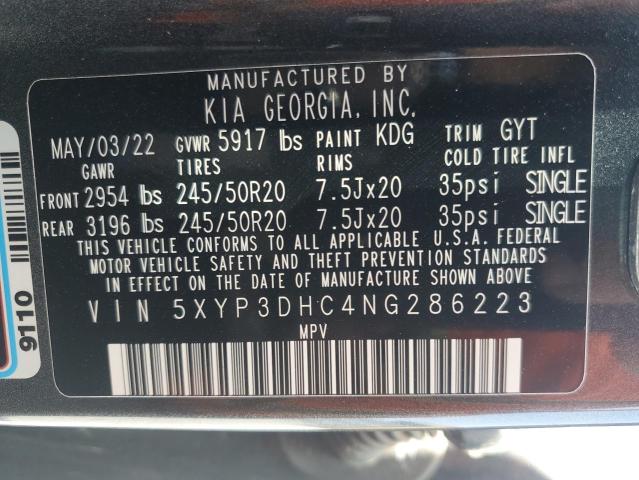 MANUFACTURED BY
KIA GEORGIA, INC.
MAY/03/22 GVWR 5917 lbs PAINT KDG TRIM GYT
GAWR TIRES RIMS COLD TIRE INFL
FRONT 2954 lbs 245/50R20 7.5Jx20 35psi SINGLE
REAR 3196 lbs 245/50R20 7.5Jx20 35psi SINGLE
THIS VEHICLE CONFORMS TO ALL APPLICABLE U.S.A. FEDERAL
MOTOR VEHICLE SAFETY AND THEFT PREVENTION STANDARDS
IN EFFECT ON THE DATE OF MANUFACTURE SHOWN ABOVE.
VIN 5XYP3DHC4NG286223
MPV
9110